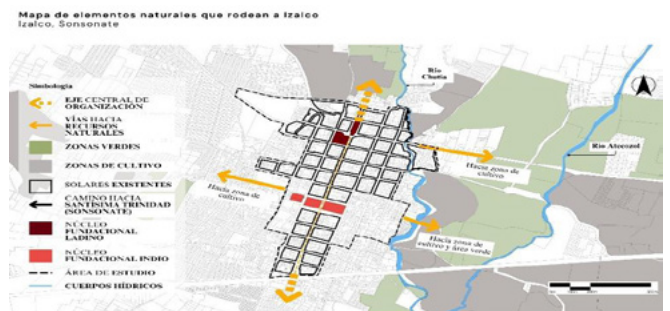 Mapa de elementos naturales que rodean a Izalco
Izalco, Sonsonate
Simbología
EJE CENTRAL DE
ORGANIZACIÓN
VÍAS HACIA
RECURSOS
NATURALES
ZONAS VERDES
ZONAS DE CULTIVO
SOLARES EXISTENTES
CAMINO HACIA
SANTÍSIMA TRINIDAD
(SONSONATE)
NÚCLEO
FUNDACIONAL
LADINO
NÚCLEO
FUNDACIONAL INDIO
ÁREA DE ESTUDIO
CUERPOS HÍDRICOS
Río
Río
Hacia zona de
cultivo
Hacia zona
de cultivo
Hacia zona de
cultivo y área verde